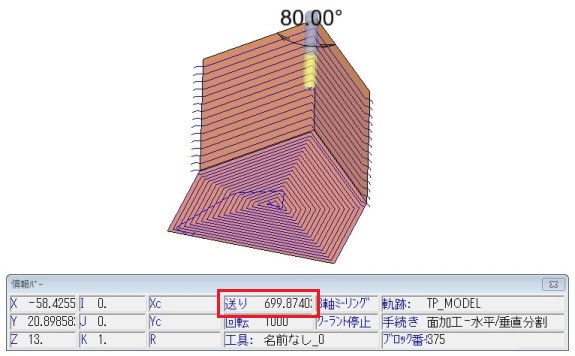 80.00°
情報バー
X -58.4255 I 0. Xc 送り 699.8740 軸ミーリング 軌跡: TP_MODEL
Y 20.8985 J 0. Yc 回転 1000 クーラント停止 手続き 面加工-水平/垂直分割
Z 13. K 1. R 工具: 名前なし_0 ブロック番 375